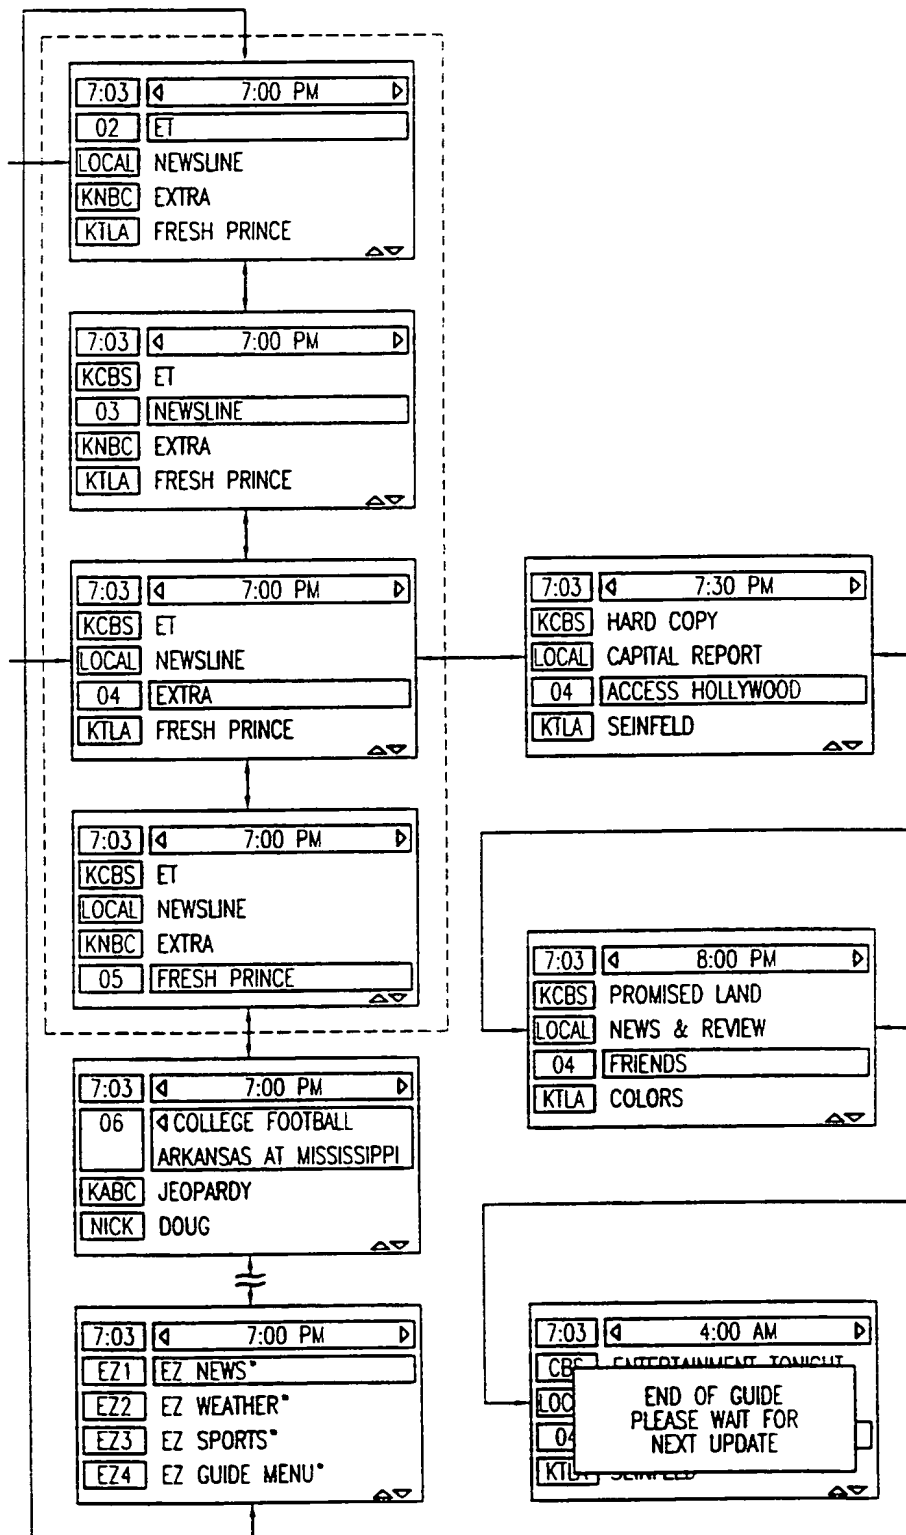 7:03 7:00 PM
02 ET
LOCAL NEWSLINE
KNBC EXTRA
KTLA FRESH PRINCE
7:03 7:00 PM
KCBS ET
03 NEWSLINE
KNBC EXTRA
KTLA FRESH PRINCE
7:03 7:00 PM
KCBS ET
LOCAL NEWSLINE
04 EXTRA
KTLA FRESH PRINCE
7:03 7:30 PM
KCBS HARD COPY
LOCAL CAPITAL REPORT
04 ACCESS HOLLYWOOD
KTLA SEINFELD
7:03 7:00 PM
KCBS ET
LOCAL NEWSLINE
KNBC EXTRA
05 FRESH PRINCE
7:03 8:00 PM
KCBS PROMISED LAND
LOCAL NEWS & REVIEW
04 FRIENDS
KTLA COLORS
7:03 7:00 PM
06 COLLEGE FOOTBALL
ARKANSAS AT MISSISSIPPI
KABC JEOPARDY
NICK DOUG
7:03 7:00 PM
EZ1 EZ NEWS*
EZ2 EZ WEATHER*
EZ3 EZ SPORTS*
EZ4 EZ GUIDE MENU*
7:03 4:00 AM
CBS ENTERTAINMENT TONIGHT
LOC
04
KTLA SEINFELD
END OF GUIDE
PLEASE WAIT FOR
NEXT UPDATE